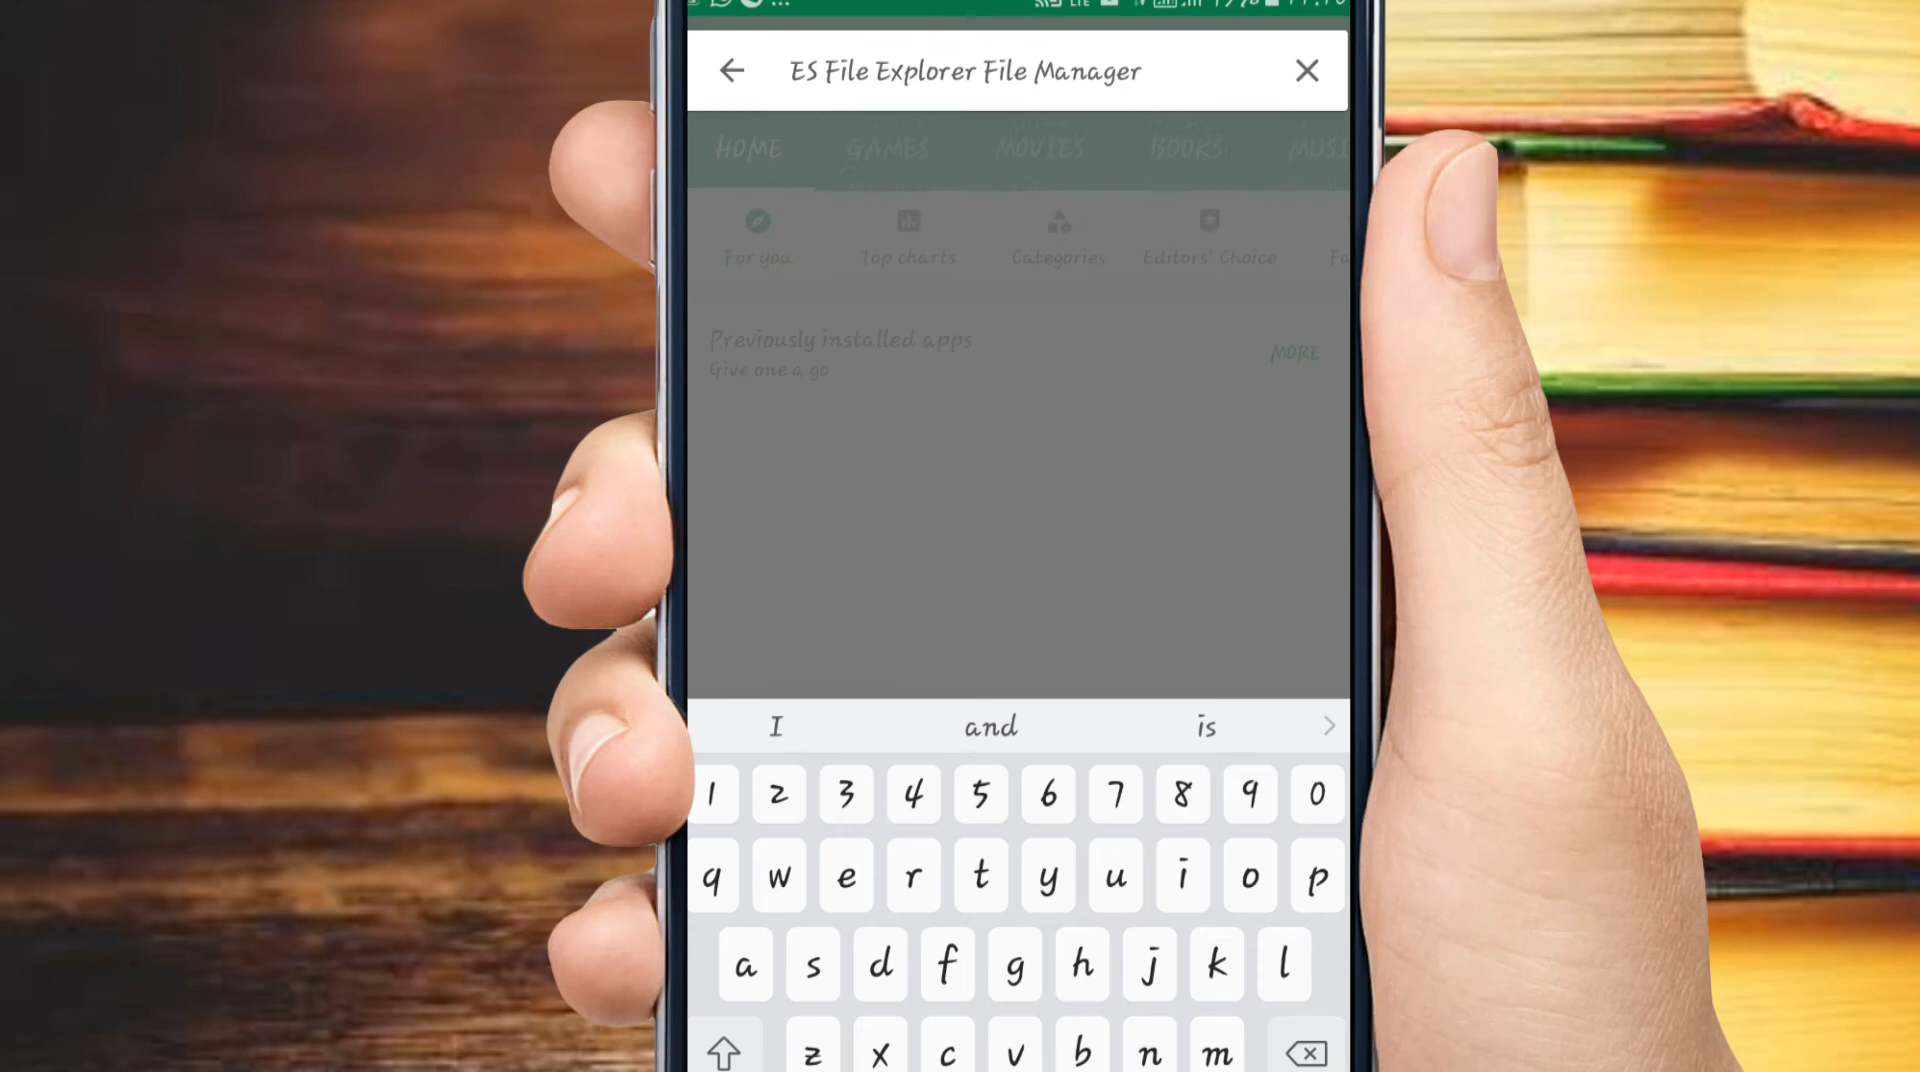 ES File Explorer File Manager
HOME GAMES MOVIES BOOKS
For you Top charts Categories Editors' Choice
Previously installed apps
MORE
Give one a go
I and is
1 2 3 4 5 6 7 8 9 0
q w e r t y u i o p
a s d f g h j k l
z x c v b n m